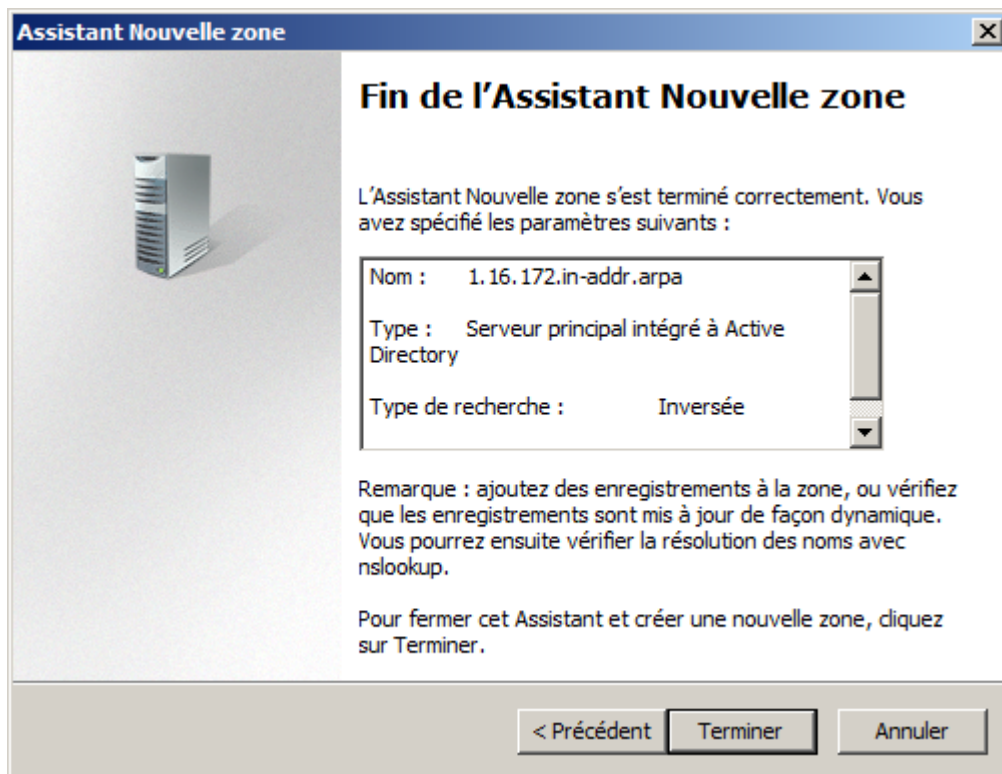 Assistant Nouvelle zone
Fin de l'Assistant Nouvelle zone
L'Assistant Nouvelle zone s'est terminé correctement. Vous
avez spécifié les paramètres suivants :
Nom : 1.16.172.in-addr.arpa
Type : Serveur principal intégré à Active
Directory
Type de recherche : Inversée
Remarque : ajoutez des enregistrements à la zone, ou vérifiez
que les enregistrements sont mis à jour de façon dynamique.
Vous pourrez ensuite vérifier la résolution des noms avec
nslookup.
Pour fermer cet Assistant et créer une nouvelle zone, cliquez
sur Terminer.
< Précédent Terminer Annuler